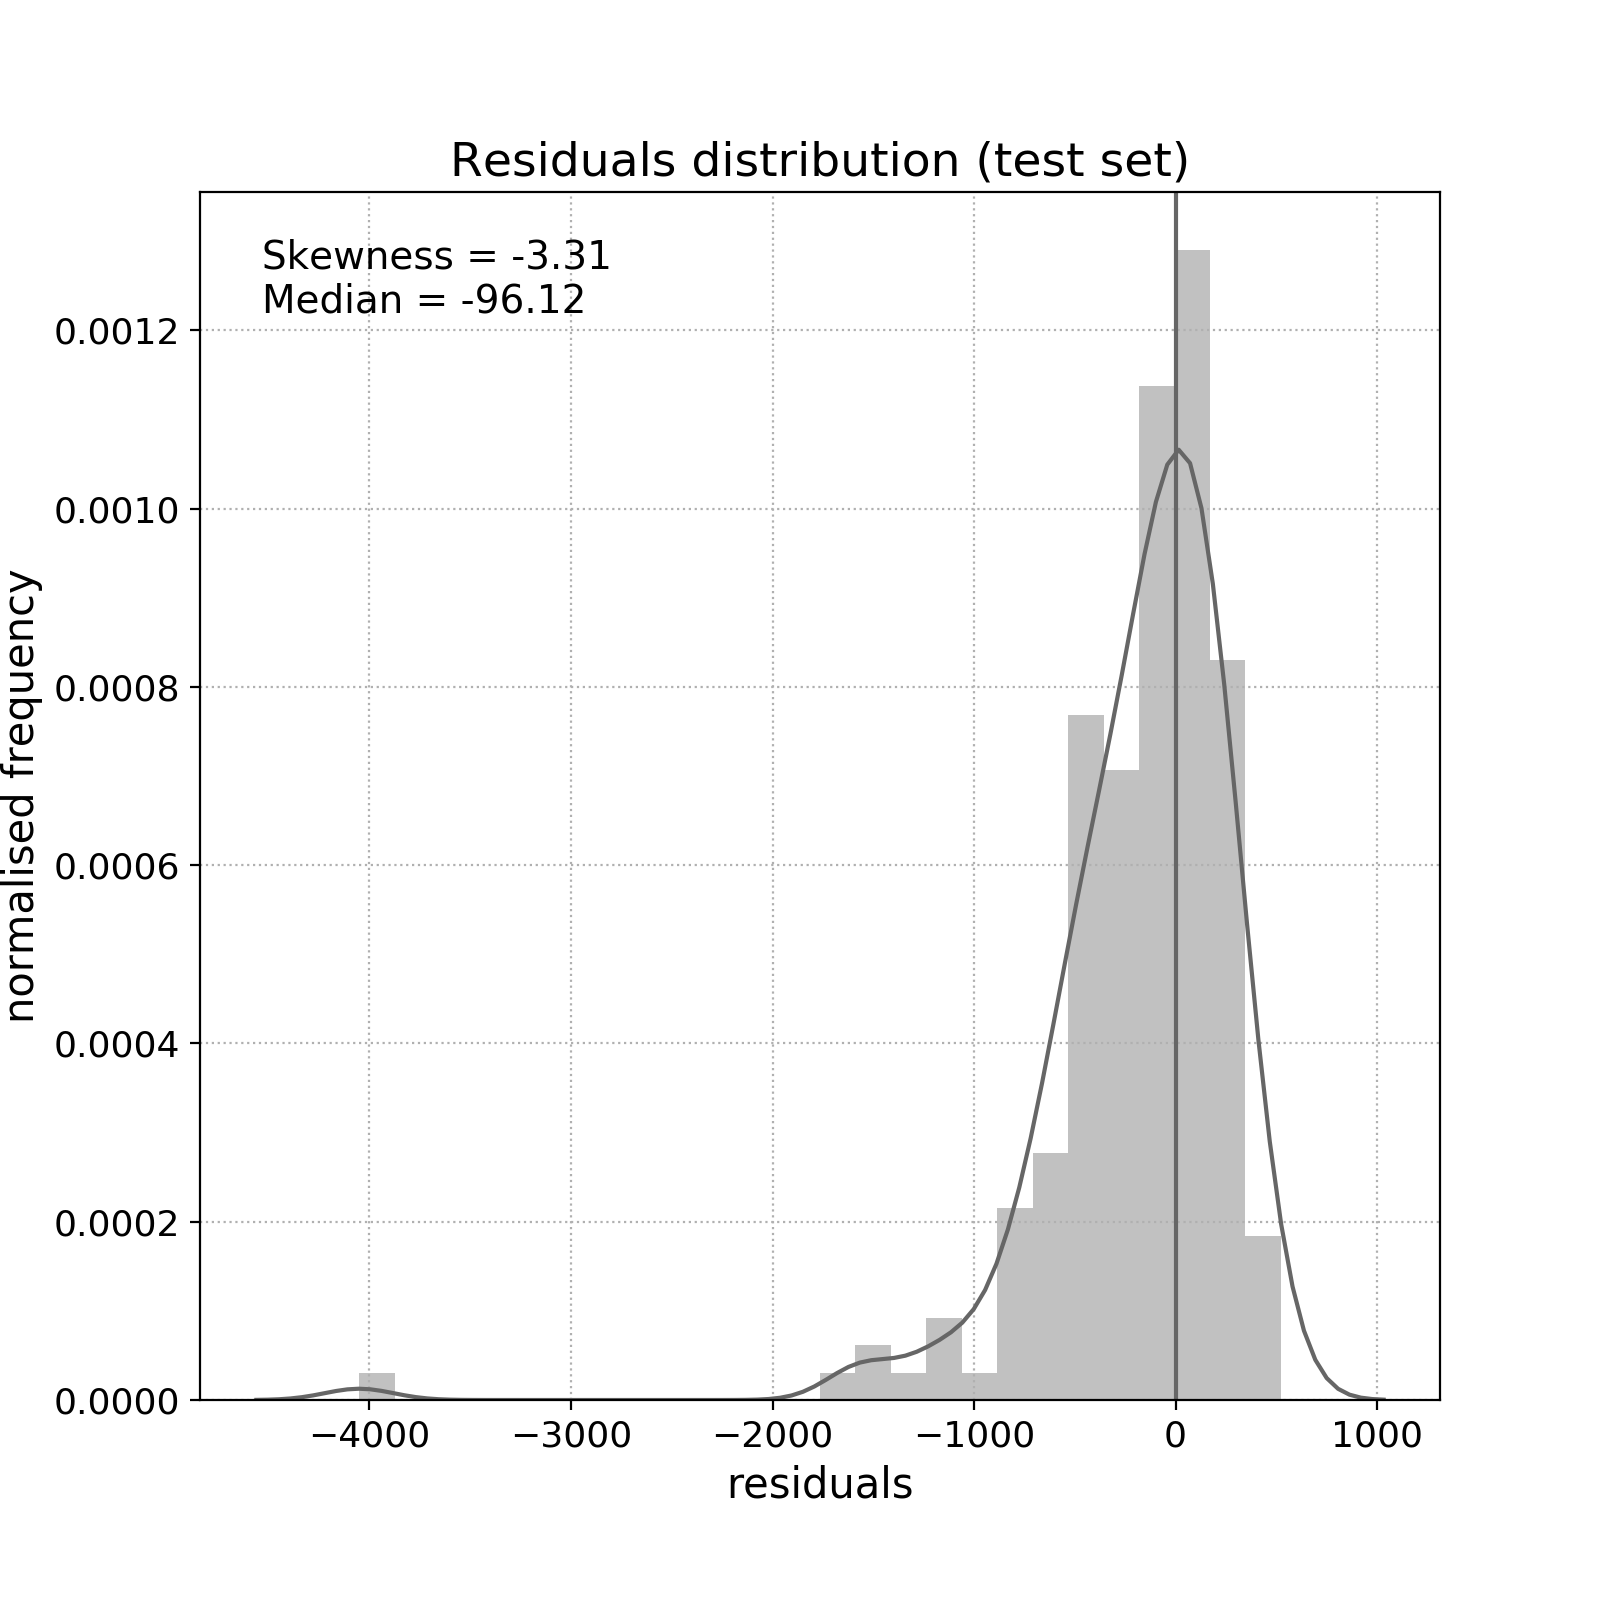 Residuals distribution (test set)
Skewness = -3.31
Median = -96.12
0.0012
0.0010
0.0008
0.0006
0.0004
0.0002
0.0000
normalised frequency
−4000
−3000
−2000
−1000
0
1000
residuals